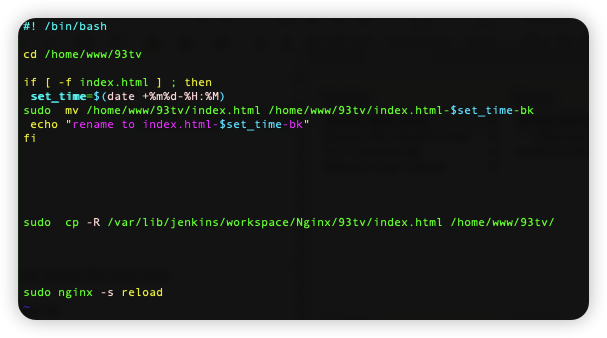 #! /bin/bash
cd /home/www/93tv
if [ -f index.html ] ; then
set_time=$(date +%m%d-%H:%M)
sudo  mv /home/www/93tv/index.html /home/www/93tv/index.html-$set_time-bk
echo "rename to index.html-$set_time-bk"
fi
sudo  cp -R /var/lib/jenkins/workspace/Nginx/93tv/index.html /home/www/93tv/
sudo nginx -s reload
~